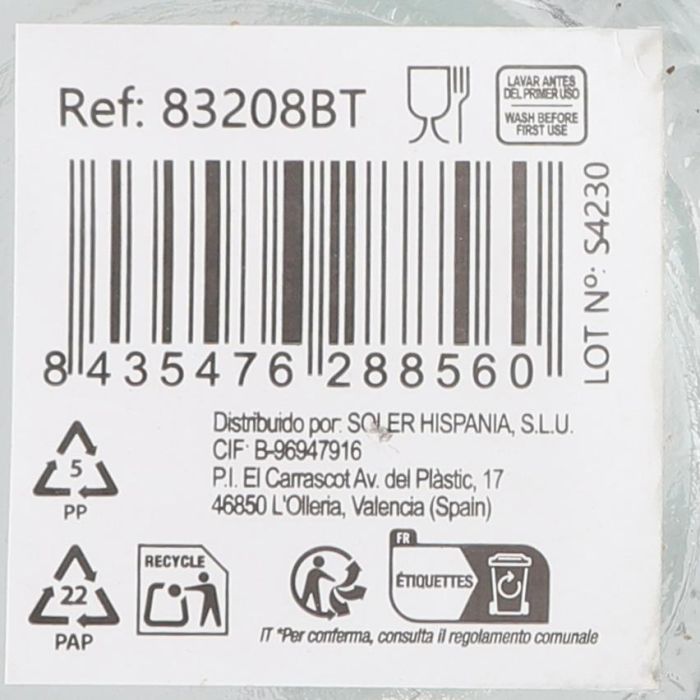 Ref: 83208BT
LAVAR ANTES
DEL PRIMER USO
WASH BEFORE
FIRST USE
LOT Nº: S4230
8 435476 288560
Distribuido por: SOLER HISPANIA, S.L.U.
CIF: B-96947916
P.I. El Carrascot Av. del Plàstic, 17
46850 L'Olleria, Valencia (Spain)
5
PP
22
PAP
RECYCLE
FR
ÉTIQUETTES
IT *Per conferma, consulta il regolamento comunale